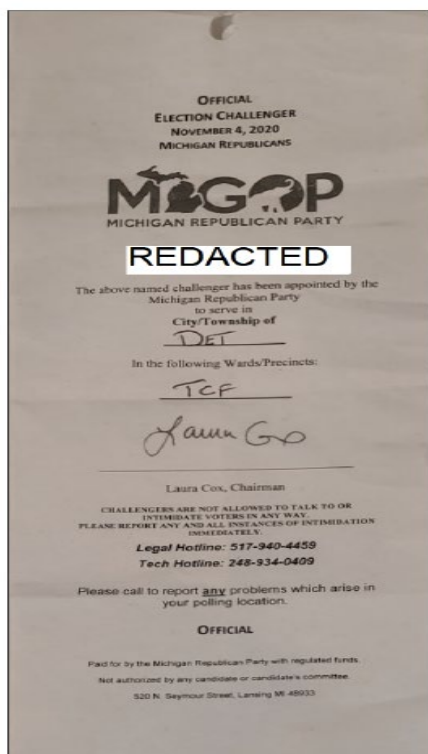 OFFICIAL
ELECTION CHALLENGER
NOVEMBER 4, 2020
MICHIGAN REPUBLICANS
MIGOP
MICHIGAN REPUBLICAN PARTY
REDACTED
The above named challenger has been appointed by the
Michigan Republican Party
to serve in
City/Township of
DET
In the following Wards/Precincts:
TCF
Laura Cox
Laura Cox, Chairman
CHALLENGERS ARE NOT ALLOWED TO TALK TO OR
INTIMIDATE VOTERS IN ANY WAY.
PLEASE REPORT ANY AND ALL INSTANCES OF INTIMIDATION
IMMEDIATELY.
Legal Hotline: 517-940-4459
Tech Hotline: 248-934-0409
Please call to report any problems which arise in
your polling location.
OFFICIAL
Paid for by the Michigan Republican Party with regulated funds.
Not authorized by any candidate or candidate's committee.
520 N. Seymour Street, Lansing MI 48933